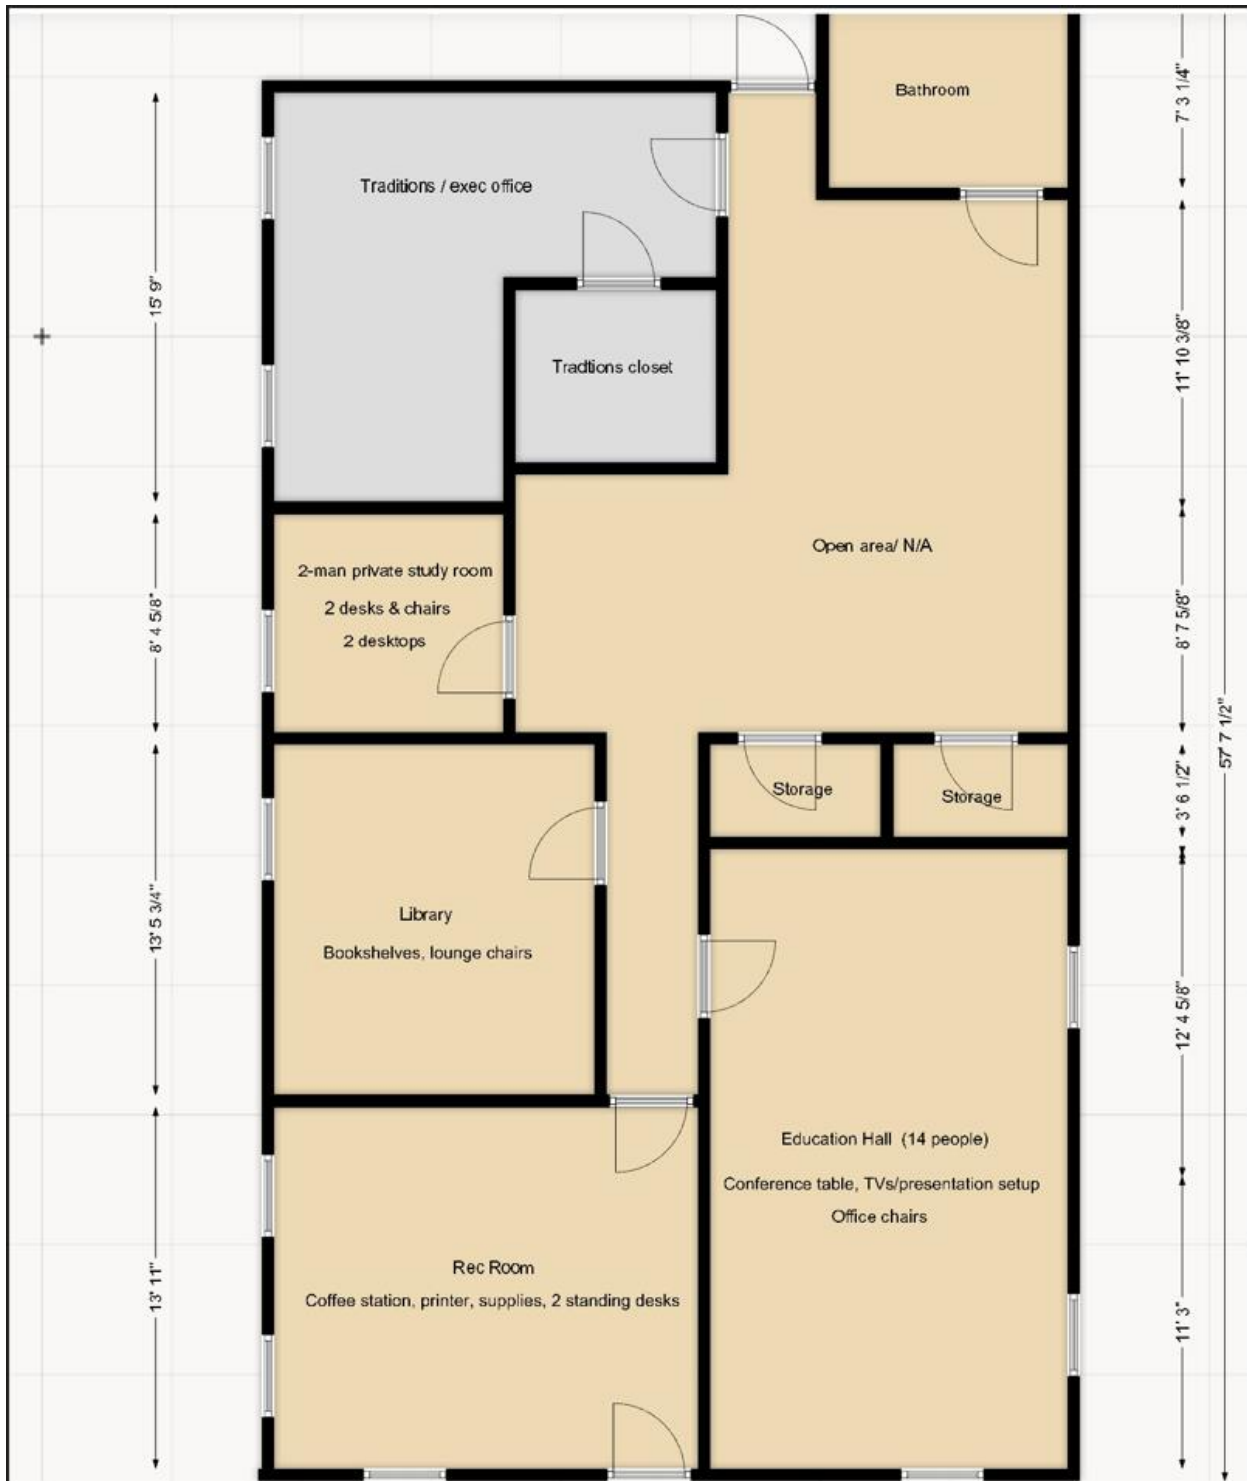 Bathroom
7' 3 1/4"
Traditions / exec office
15' 9"
Tradtions closet
11' 10 3/8"
Open area/ N/A
2-man private study room
2 desks & chairs
2 desktops
8' 4 5/8"
8' 7 5/8"
57' 7 1/2"
Storage
Storage
3' 6 1/2"
Library
Bookshelves, lounge chairs
13' 5 3/4"
12' 4 5/8"
Education Hall (14 people)
Conference table, TVs/presentation setup
Office chairs
Rec Room
Coffee station, printer, supplies, 2 standing desks
13' 11"
11' 3"